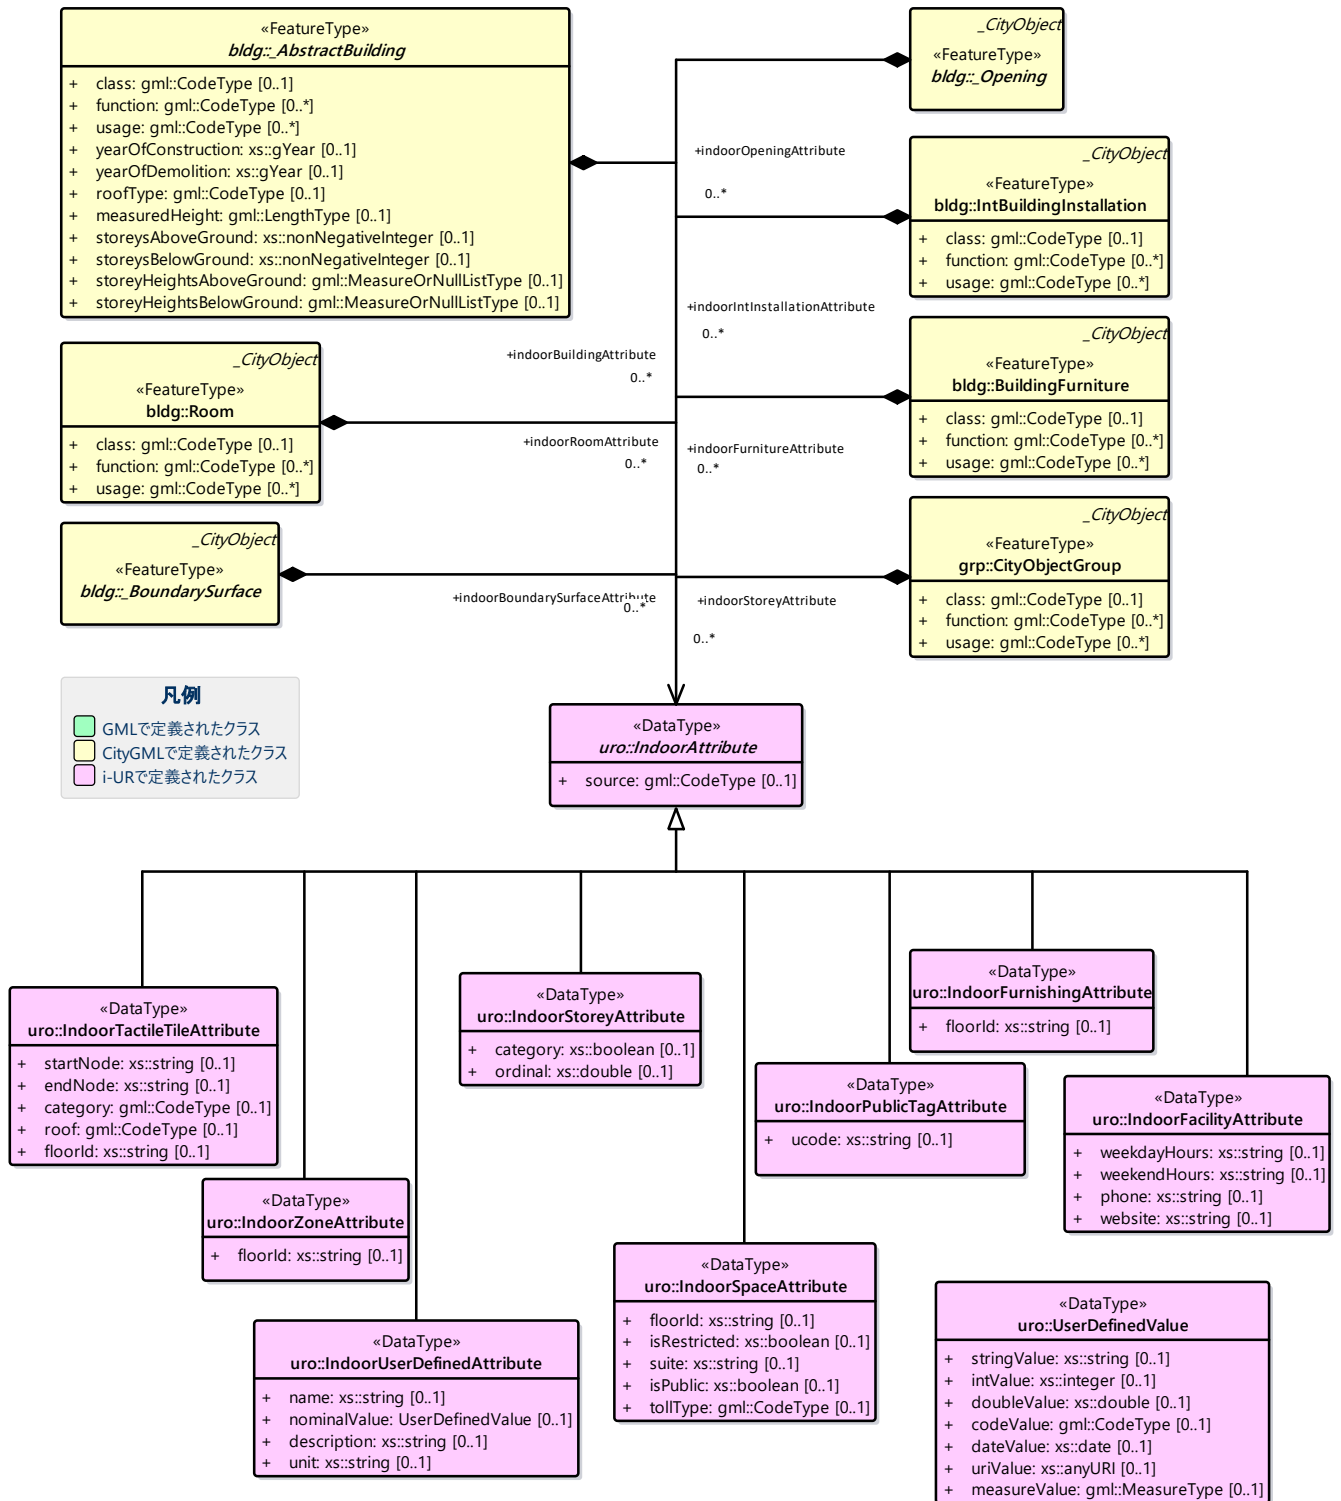 «FeatureType»
bldg::_AbstractBuilding
+ class: gml::CodeType [0..1]
+ function: gml::CodeType [0..*]
+ usage: gml::CodeType [0..*]
+ yearOfConstruction: xs::gYear [0..1]
+ yearOfDemolition: xs::gYear [0..1]
+ roofType: gml::CodeType [0..1]
+ measuredHeight: gml::LengthType [0..1]
+ storeysAboveGround: xs::nonNegativeInteger [0..1]
+ storeysBelowGround: xs::nonNegativeInteger [0..1]
+ storeyHeightsAboveGround: gml::MeasureOrNullListType [0..1]
+ storeyHeightsBelowGround: gml::MeasureOrNullListType [0..1]
_CityObject
«FeatureType»
bldg::_Opening
+indoorOpeningAttribute
0..*
_CityObject
«FeatureType»
bldg::IntBuildingInstallation
+ class: gml::CodeType [0..1]
+ function: gml::CodeType [0..*]
+ usage: gml::CodeType [0..*]
+indoorIntInstallationAttribute
0..*
+indoorBuildingAttribute
0..*
_CityObject
«FeatureType»
bldg::Room
+ class: gml::CodeType [0..1]
+ function: gml::CodeType [0..*]
+ usage: gml::CodeType [0..*]
+indoorRoomAttribute
0..*
_CityObject
«FeatureType»
bldg::BuildingFurniture
+ class: gml::CodeType [0..1]
+ function: gml::CodeType [0..*]
+ usage: gml::CodeType [0..*]
+indoorFurnitureAttribute
0..*
_CityObject
«FeatureType»
bldg::_BoundarySurface
+indoorBoundarySurfaceAttribute
0..*
_CityObject
«FeatureType»
grp::CityObjectGroup
+ class: gml::CodeType [0..1]
+ function: gml::CodeType [0..*]
+ usage: gml::CodeType [0..*]
+indoorStoreyAttribute
0..*
凡例
GMLで定義されたクラス
CityGMLで定義されたクラス
i-URで定義されたクラス
«DataType»
uro::IndoorAttribute
+ source: gml::CodeType [0..1]
«DataType»
uro::IndoorTactileTileAttribute
+ startNode: xs::string [0..1]
+ endNode: xs::string [0..1]
+ category: gml::CodeType [0..1]
+ roof: gml::CodeType [0..1]
+ floorId: xs::string [0..1]
«DataType»
uro::IndoorStoreyAttribute
+ category: xs::boolean [0..1]
+ ordinal: xs::double [0..1]
«DataType»
uro::IndoorFurnishingAttribute
+ floorId: xs::string [0..1]
«DataType»
uro::IndoorPublicTagAttribute
+ ucode: xs::string [0..1]
«DataType»
uro::IndoorFacilityAttribute
+ weekdayHours: xs::string [0..1]
+ weekendHours: xs::string [0..1]
+ phone: xs::string [0..1]
+ website: xs::string [0..1]
«DataType»
uro::IndoorZoneAttribute
+ floorId: xs::string [0..1]
«DataType»
uro::IndoorSpaceAttribute
+ floorId: xs::string [0..1]
+ isRestricted: xs::boolean [0..1]
+ suite: xs::string [0..1]
+ isPublic: xs::boolean [0..1]
+ tollType: gml::CodeType [0..1]
«DataType»
uro::IndoorUserDefinedAttribute
+ name: xs::string [0..1]
+ nominalValue: UserDefinedValue [0..1]
+ description: xs::string [0..1]
+ unit: xs::string [0..1]
«DataType»
uro::UserDefinedValue
+ stringValue: xs::string [0..1]
+ intValue: xs::integer [0..1]
+ doubleValue: xs::double [0..1]
+ codeValue: gml::CodeType [0..1]
+ dateValue: xs::date [0..1]
+ uriValue: xs::anyURI [0..1]
+ measureValue: gml::MeasureType [0..1]